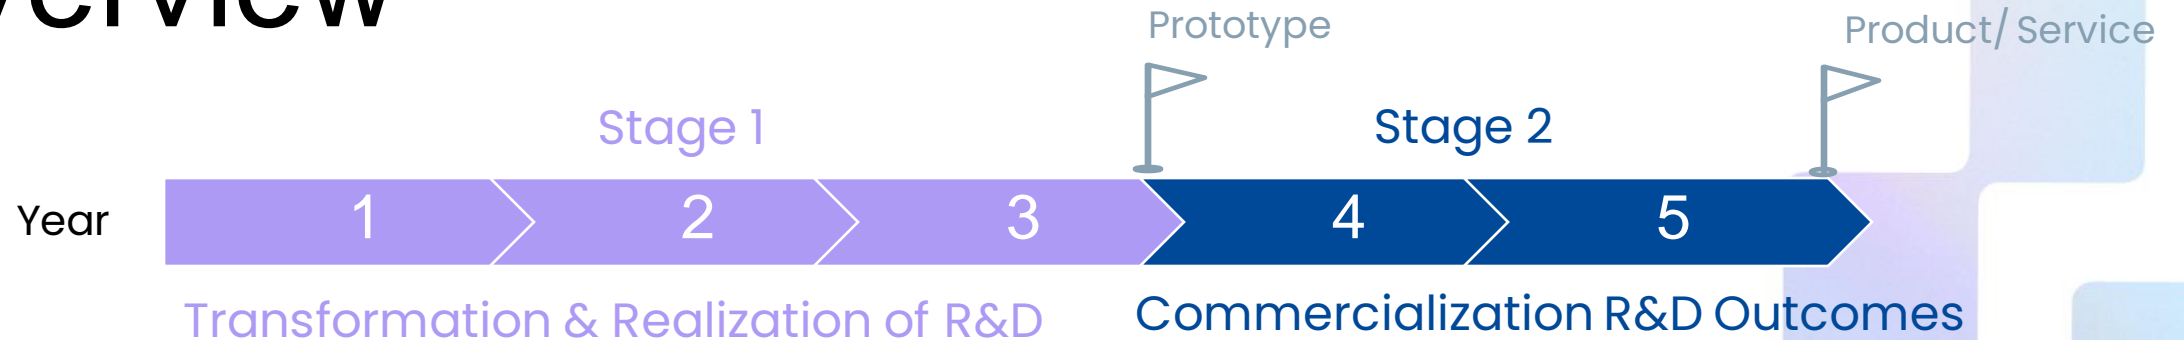 Prototype
Product/ Service
Stage 1
Stage 2
Year 1 2 3 4 5
Transformation & Realization of R&D
Commercialization R&D Outcomes